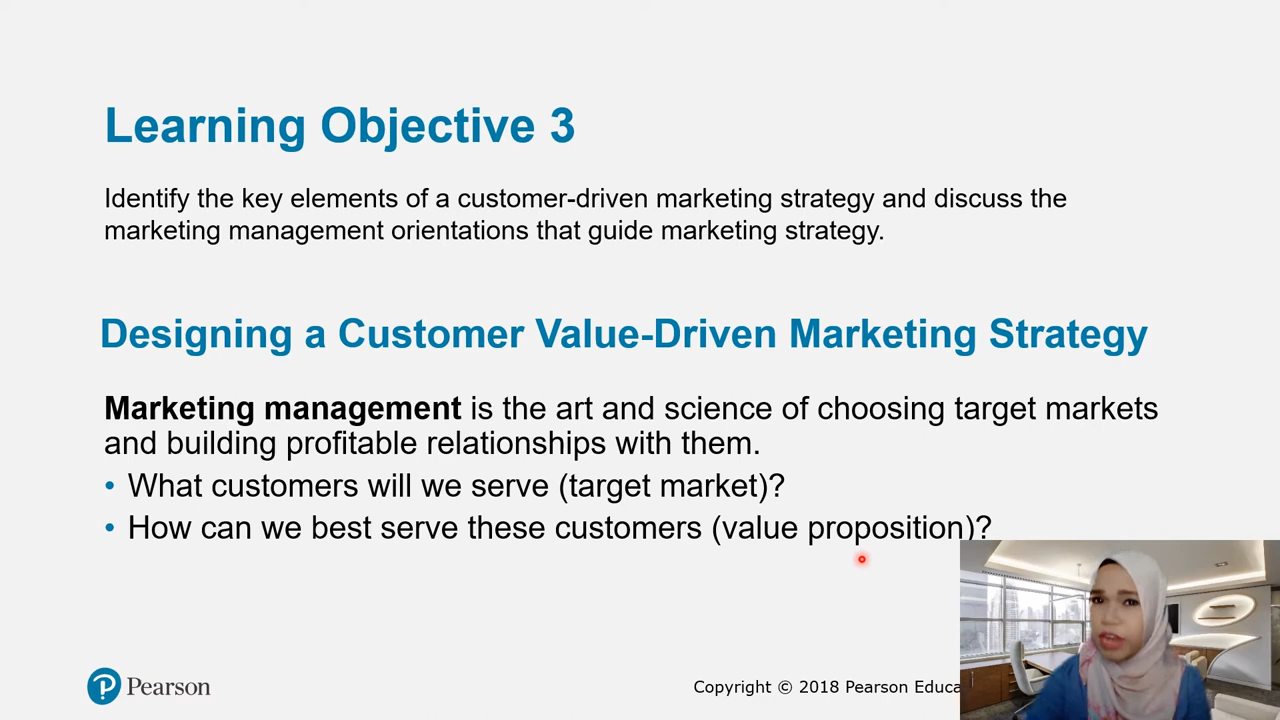 Learning Objective 3
Identify the key elements of a customer-driven marketing strategy and discuss the
marketing management orientations that guide marketing strategy.
Designing a Customer Value-Driven Marketing Strategy
Marketing management is the art and science of choosing target markets
and building profitable relationships with them.
• What customers will we serve (target market)?
• How can we best serve these customers (value proposition)?
Pearson
Copyright © 2018 Pearson Educa